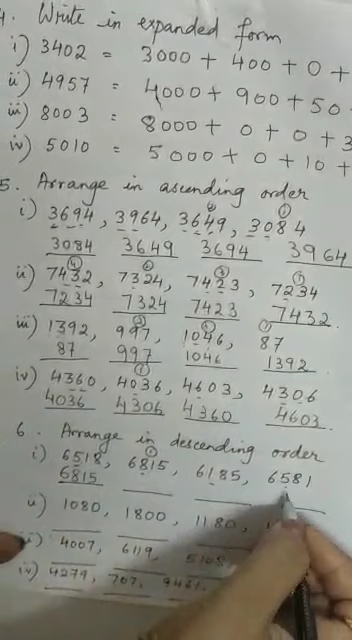 4. Write in expanded form
i) 3402 = 3000 + 400 + 0 +
ii) 4957 = 4000 + 900 + 50
iii) 8003 = 8000 + 0 + 0 + 3
iv) 5010 = 5000 + 0 + 10 +
5. Arrange in ascending order
i) 3694, 3964, 3649, 3084
3084 3649 3694 3964
ii) 7432, 7324, 7423, 7234
7234 7324 7423 7432
iii) 1392, 997, 1046, 87
87 997 1046 1392
iv) 4360, 4036, 4603, 4306
4036 4306 4360 4603
6. Arrange in descending order
i) 6518, 6815, 6185, 6581
6815
ii) 1080, 1800, 1180,
iii) 4007, 6119,
iv) 4279, 707,